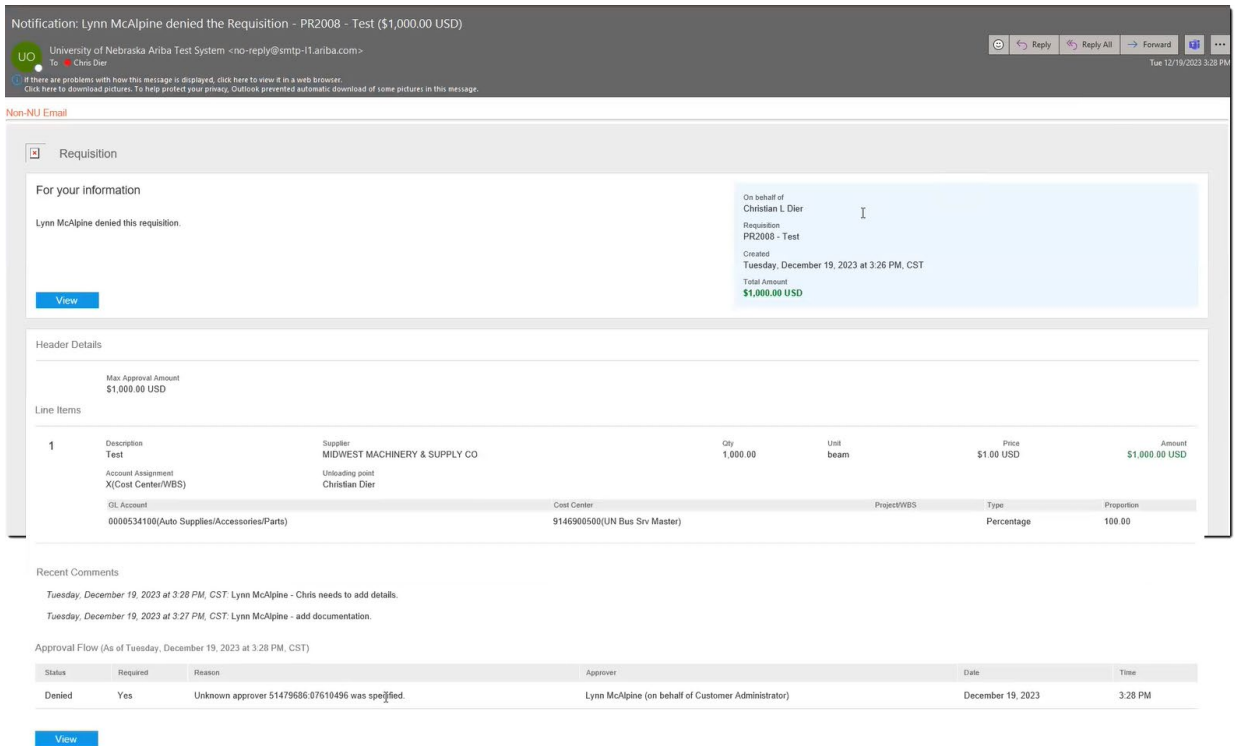 Notification: Lynn McAlpine denied the Requisition - PR2008 - Test ($1,000.00 USD)
UO
University of Nebraska Ariba Test System <no-reply@smtp-l1.ariba.com>
To Chris Dier
Reply Reply All Forward
Tue 12/19/2023 3:28 PM
If there are problems with how this message is displayed, click here to view it in a web browser.
Click here to download pictures. To help protect your privacy, Outlook prevented automatic download of some pictures in this message.
Non-NU Email
Requisition
For your information
Lynn McAlpine denied this requisition.
View
On behalf of
Christian L Dier
Requisition
PR2008 - Test
Created
Tuesday, December 19, 2023 at 3:26 PM, CST
Total Amount
$1,000.00 USD
Header Details
Max Approval Amount
$1,000.00 USD
Line Items
1 Description Supplier Qty Unit Price Amount
Test MIDWEST MACHINERY & SUPPLY CO 1,000.00 beam $1.00 USD $1,000.00 USD
Account Assignment Unloading point
X(Cost Center/WBS) Christian Dier
GL Account Cost Center Project/WBS Type Proportion
0000534100(Auto Supplies/Accessories/Parts) 9146900500(UN Bus Srv Master) Percentage 100.00
Recent Comments
Tuesday, December 19, 2023 at 3:28 PM, CST: Lynn McAlpine - Chris needs to add details.
Tuesday, December 19, 2023 at 3:27 PM, CST: Lynn McAlpine - add documentation.
Approval Flow (As of Tuesday, December 19, 2023 at 3:28 PM, CST)
Status Required Reason Approver Date Time
Denied Yes Unknown approver 51479686:07610496 was specified. Lynn McAlpine (on behalf of Customer Administrator) December 19, 2023 3:28 PM
View